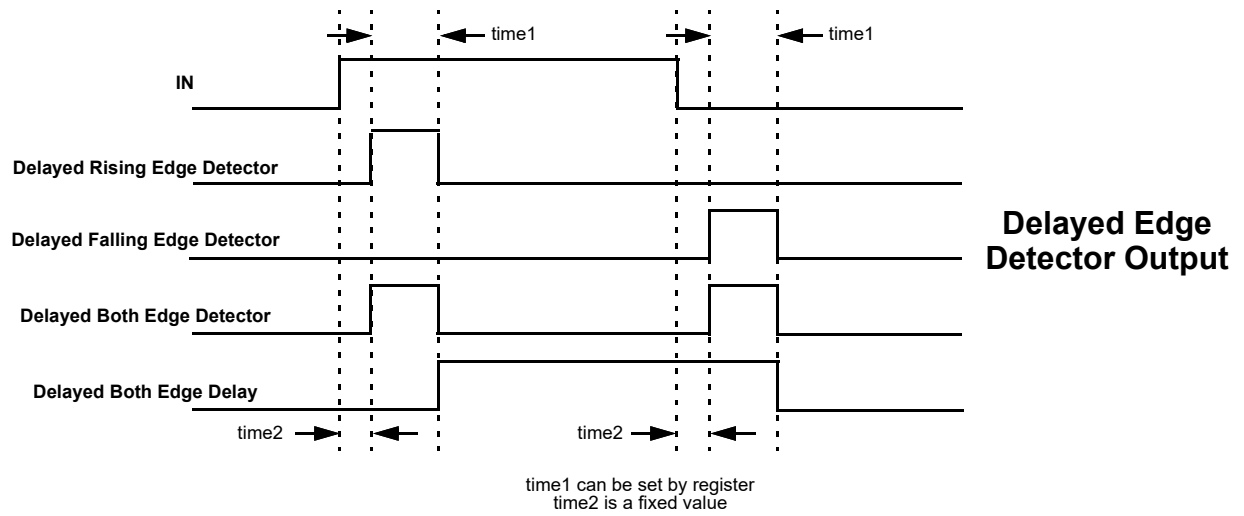 time1
time1
IN
Delayed Rising Edge Detector
Delayed Falling Edge Detector
Delayed Edge
Detector Output
Delayed Both Edge Detector
Delayed Both Edge Delay
time2
time2
time1 can be set by register
time2 is a fixed value